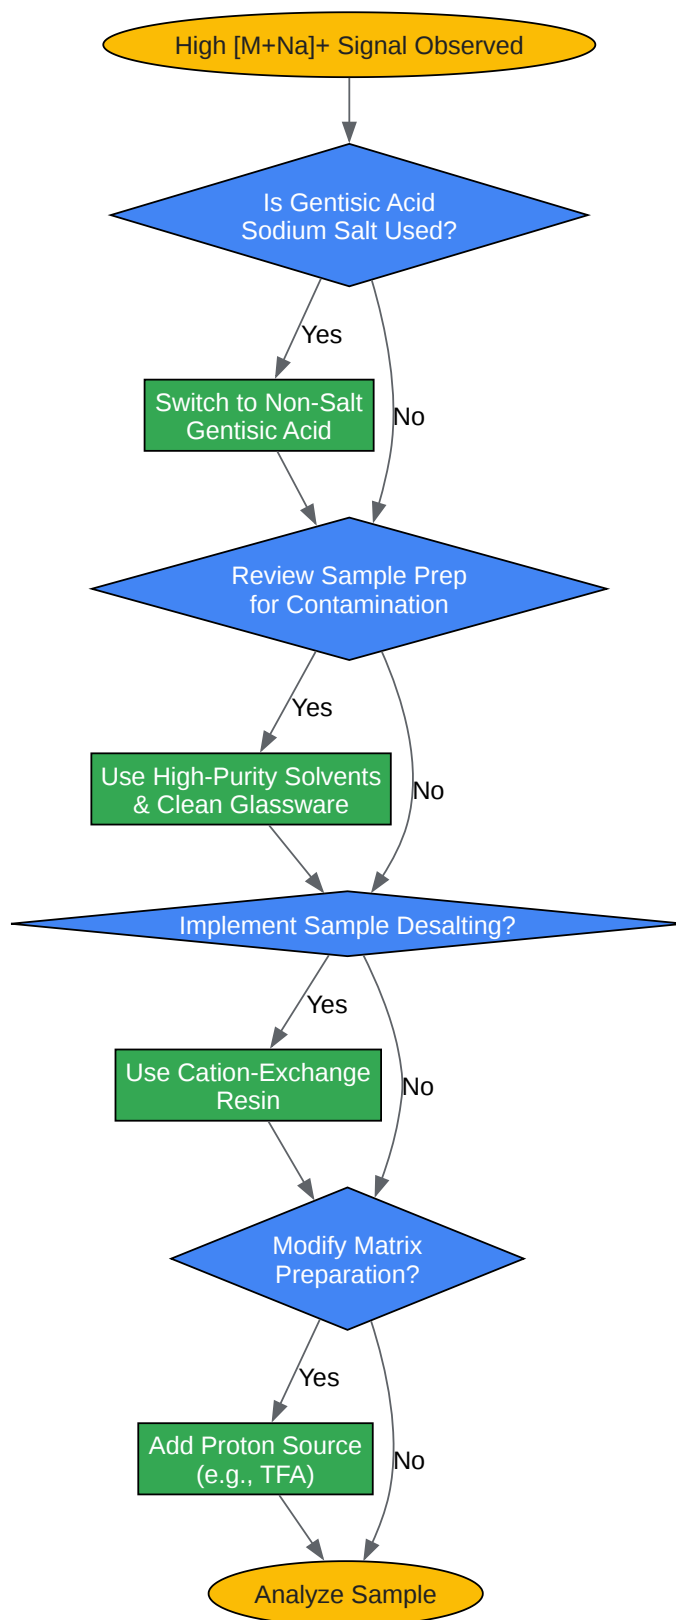 High [M+Na]+ Signal Observed
Is Gentisic Acid
Sodium Salt Used?
Yes
Switch to Non-Salt
Gentisic Acid
No
Review Sample Prep
for Contamination
Yes
Use High-Purity Solvents
& Clean Glassware
No
Implement Sample Desalting?
Yes
Use Cation-Exchange
Resin
No
Modify Matrix
Preparation?
Yes
Add Proton Source
(e.g., TFA)
No
Analyze Sample